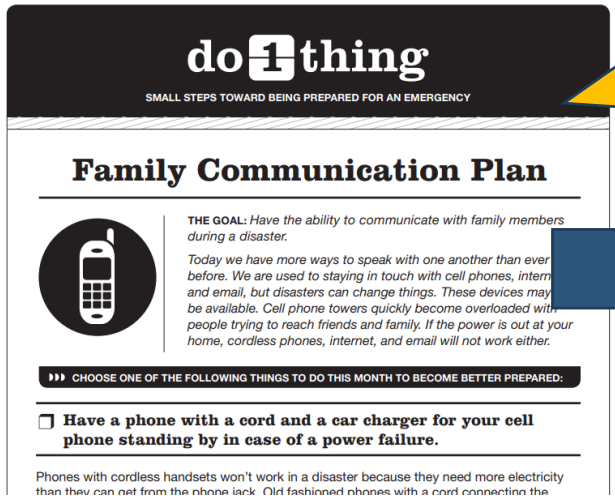 do 1 thing
SMALL STEPS TOWARD BEING PREPARED FOR AN EMERGENCY
Family Communication Plan
THE GOAL: Have the ability to communicate with family members
during a disaster.
Today we have more ways to speak with one another than ever
before. We are used to staying in touch with cell phones,
and email, but disasters can change things. These devices may
be available. Cell phone towers quickly become overloaded with
people trying to reach friends and family. If the power is out at your
home, cordless phones, internet, and email will not work either.
CHOOSE ONE OF THE FOLLOWING THINGS TO DO THIS MONTH TO BECOME BETTER PREPARED:
Have a phone with a cord and a car charger for your cell
phone standing by in case of a power failure.
Phones with cordless handsets won't work in a disaster because they need more electricity
than they can get from the phone jack. Old fashioned phones with a cord connecting the